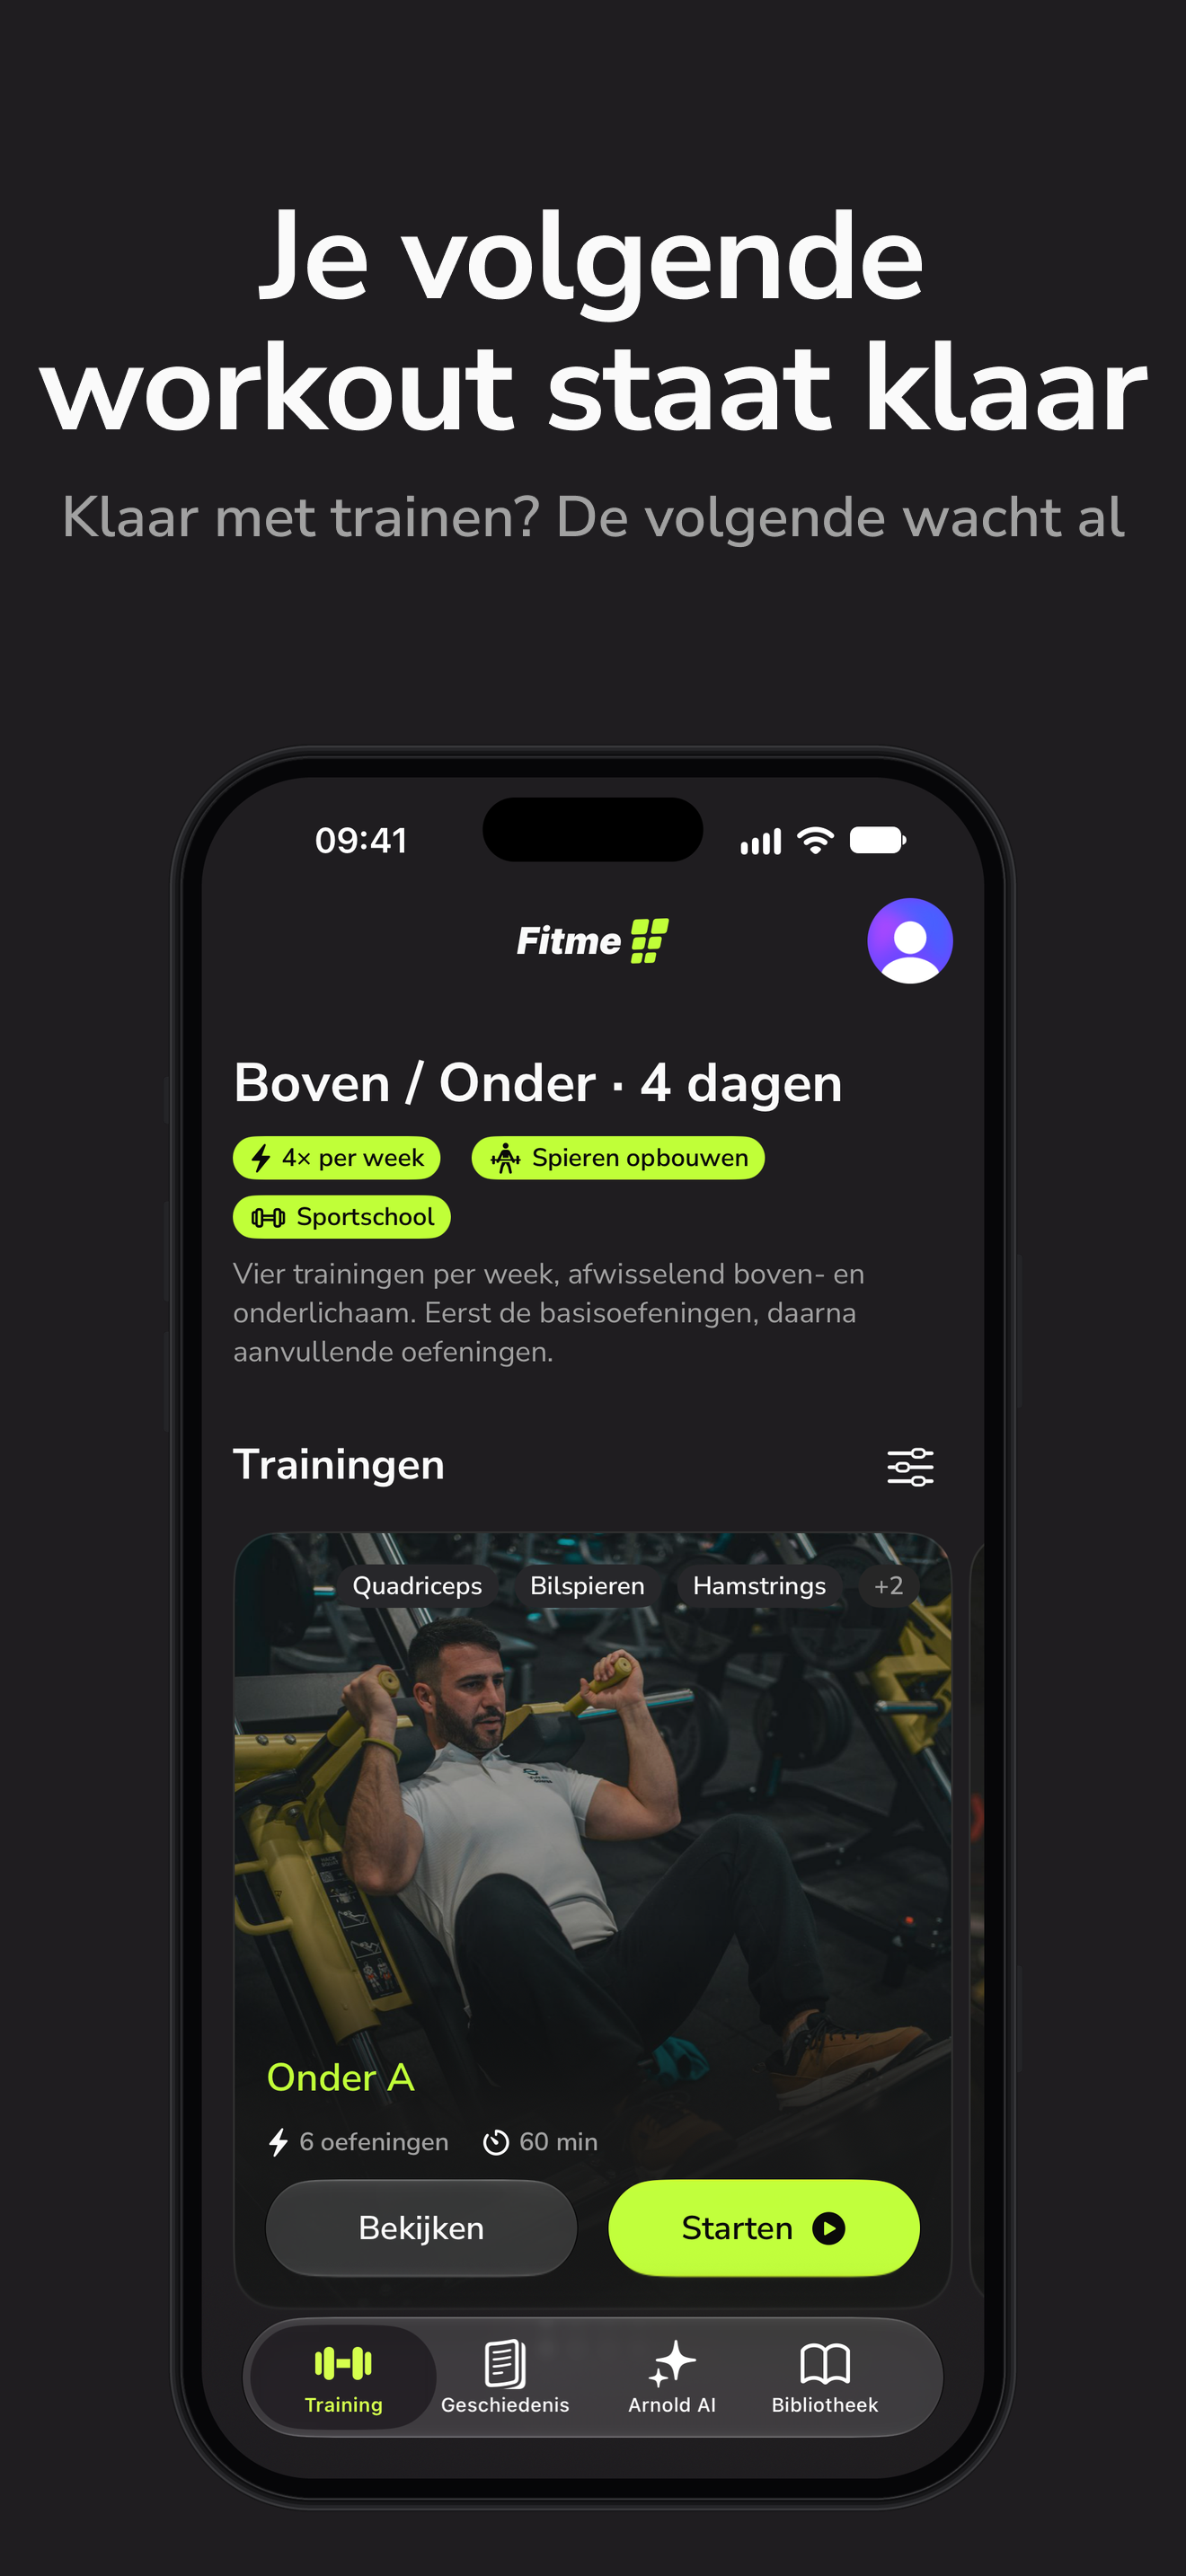 Je volgende
workout staat klaar
Klaar met trainen? De volgende wacht al
09:41
Fitme
Boven / Onder · 4 dagen
4× per week
Spieren opbouwen
Sportschool
Vier trainingen per week, afwisselend boven- en
onderlichaam. Eerst de basisoefeningen, daarna
aanvullende oefeningen.
Trainingen
Quadriceps
Bilspieren
Hamstrings
+2
Onder A
6 oefeningen
60 min
Bekijken
Starten
Training
Geschiedenis
Arnold AI
Bibliotheek